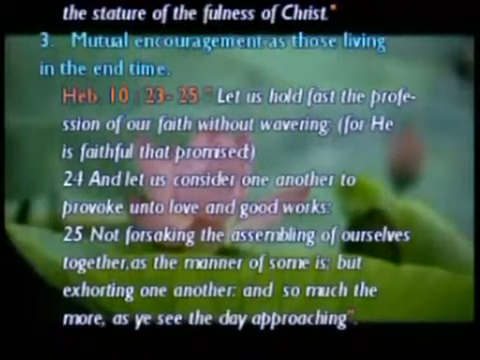 the stature of the fulness of Christ."
3. Mutual encouragement-as those living
in the end time.
Heb. 10 : 23- 25 " Let us hold fast the profe-
ssion of our faith without wavering; (for He
is faithful that promised;)
24 And let us consider one another to
provoke unto love and good works:
25 Not forsaking the assembling of ourselves
together,as the manner of some is; but
exhorting one another: and so much the
more, as ye see the day approaching".